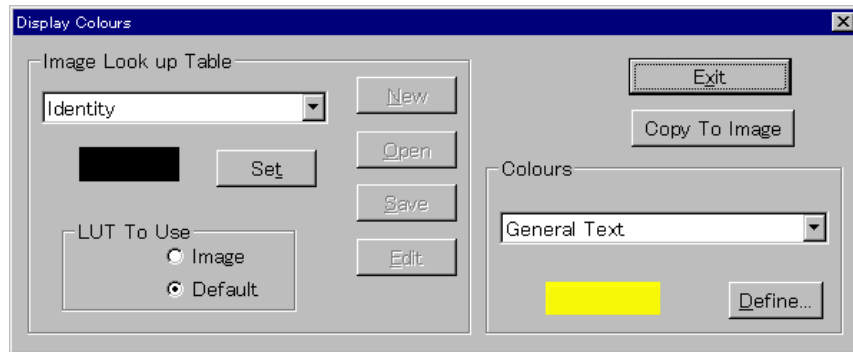 Display Colours
Image Look up Table
Identity
Set
LUT To Use
Image
Default
New
Open
Save
Edit
Exit
Copy To Image
Colours
General Text
Define...